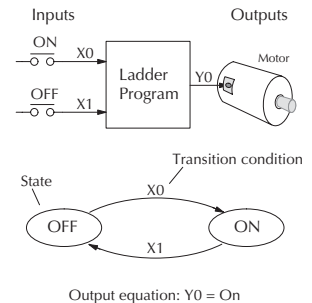 Inputs
Outputs
ON
X0
OFF
X1
Ladder
Program
Y0
Motor
Transition condition
State
X0
OFF
ON
X1
Output equation: Y0 = On